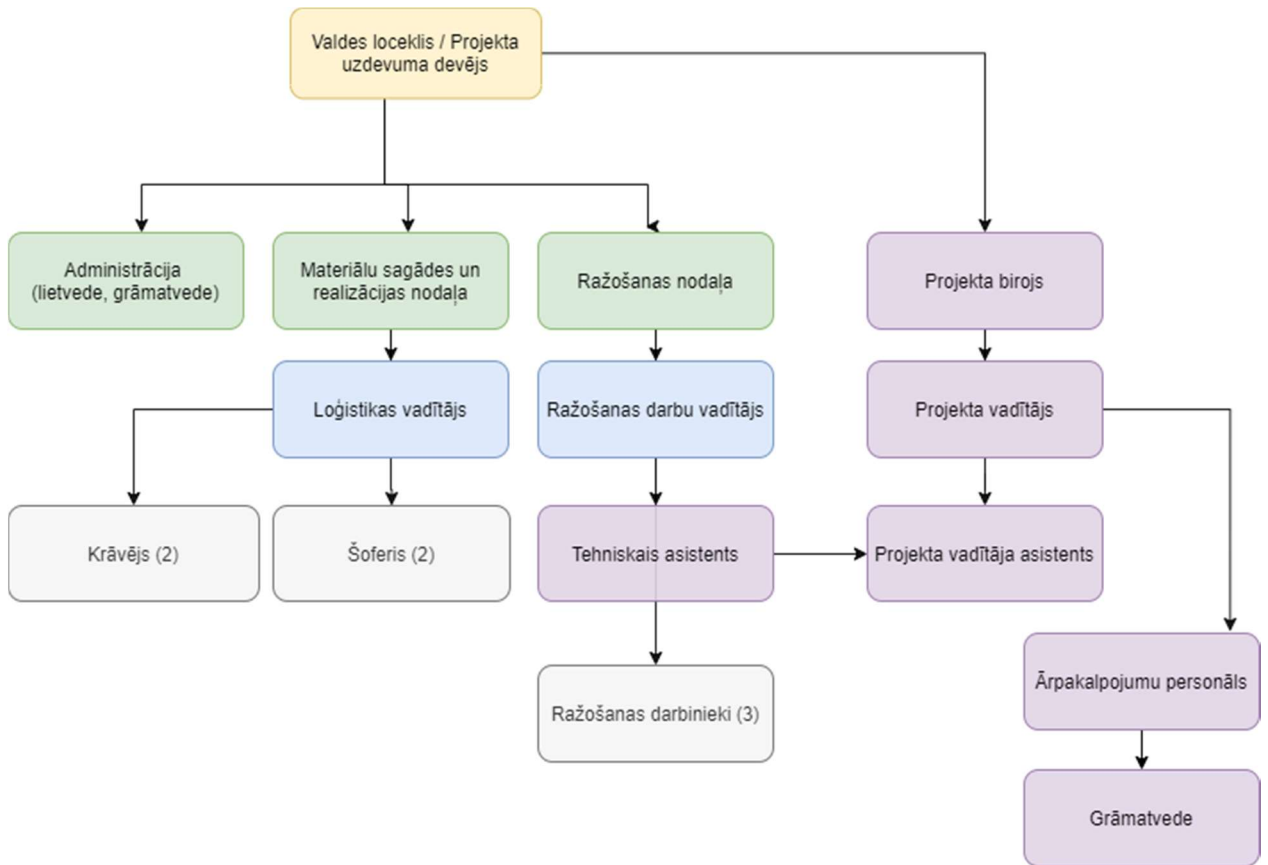 Valdes loceklis / Projekta
uzdevuma devējs
Administrācija
(lietvede, grāmatvede)
Materiālu sagādes un
realizācijas nodaļa
Ražošanas nodaļa
Projekta birojs
Loģistikas vadītājs
Ražošanas darbu vadītājs
Projekta vadītājs
Krāvējs (2)
Šoferis (2)
Tehniskais asistents
Projekta vadītāja asistents
Ražošanas darbinieki (3)
Ārpakalpojumu personāls
Grāmatvede